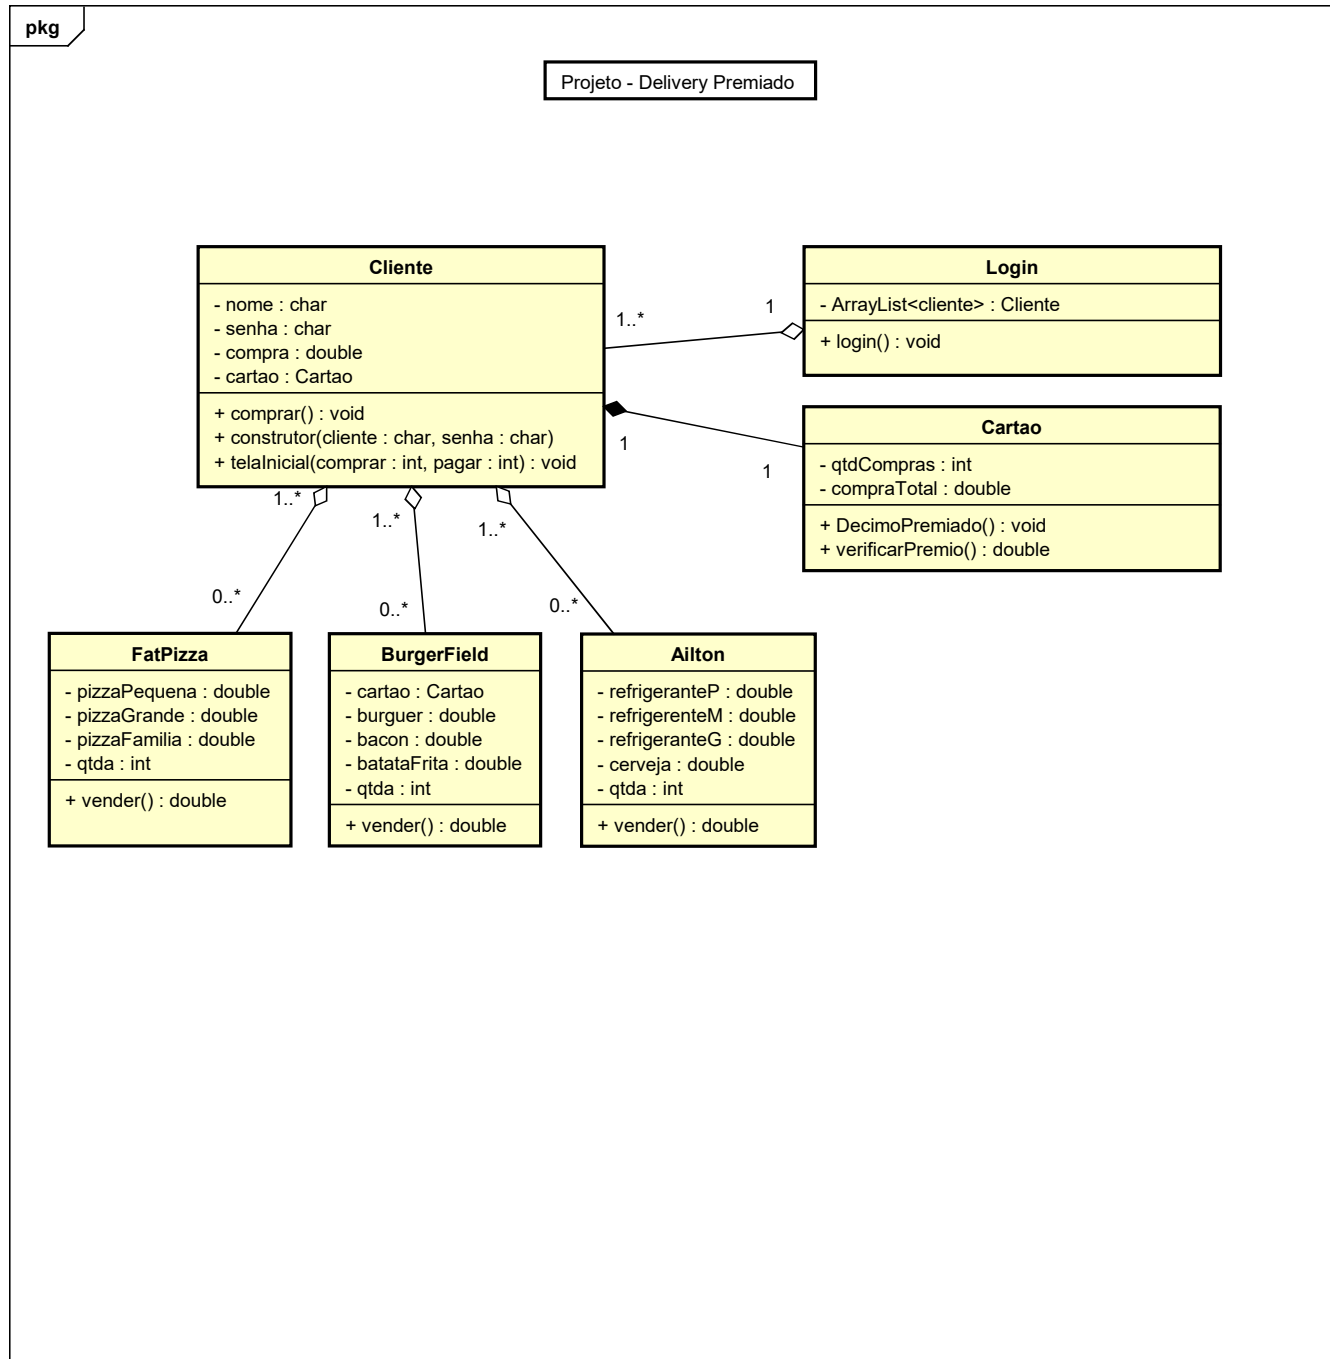 pkg
Projeto - Delivery Premiado
Cliente
- nome : char
- senha : char
- compra : double
- cartao : Cartao
+ comprar() : void
+ construtor(cliente : char, senha : char)
+ telaInicial(comprar : int, pagar : int) : void
1..*
1
Login
- ArrayList<cliente> : Cliente
+ login() : void
1
1
Cartao
- qtdCompras : int
- compraTotal : double
+ DecimoPremiado() : void
+ verificarPremio() : double
1..*
1..*
1..*
0..*
0..*
0..*
FatPizza
- pizzaPequena : double
- pizzaGrande : double
- pizzaFamilia : double
- qtda : int
+ vender() : double
BurgerField
- cartao : Cartao
- burguer : double
- bacon : double
- batataFrita : double
- qtda : int
+ vender() : double
Ailton
- refrigeranteP : double
- refrigerenteM : double
- refrigeranteG : double
- cerveja : double
- qtda : int
+ vender() : double